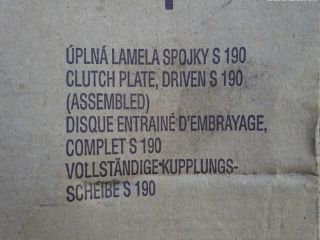 ÚPLNÁ LAMELA SPOJKY S 190
CLUTCH PLATE, DRIVEN S 190
(ASSEMBLED)
DISQUE ENTRAINÉ D'EMBRAYAGE,
COMPLET S 190
VOLLSTÄNDIGE KUPPLUNGS-
SCHEIBE S 190